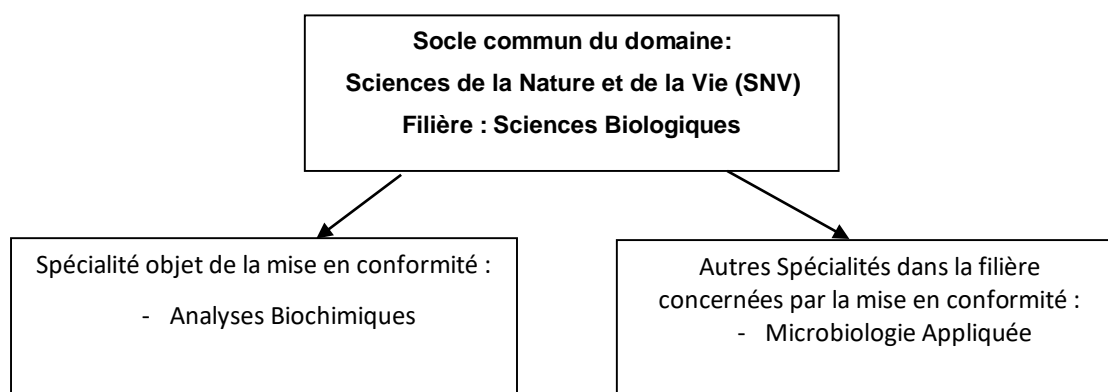 Socle commun du domaine:
Sciences de la Nature et de la Vie (SNV)
Filière : Sciences Biologiques
Spécialité objet de la mise en conformité :
- Analyses Biochimiques
Autres Spécialités dans la filière
concernées par la mise en conformité :
- Microbiologie Appliquée